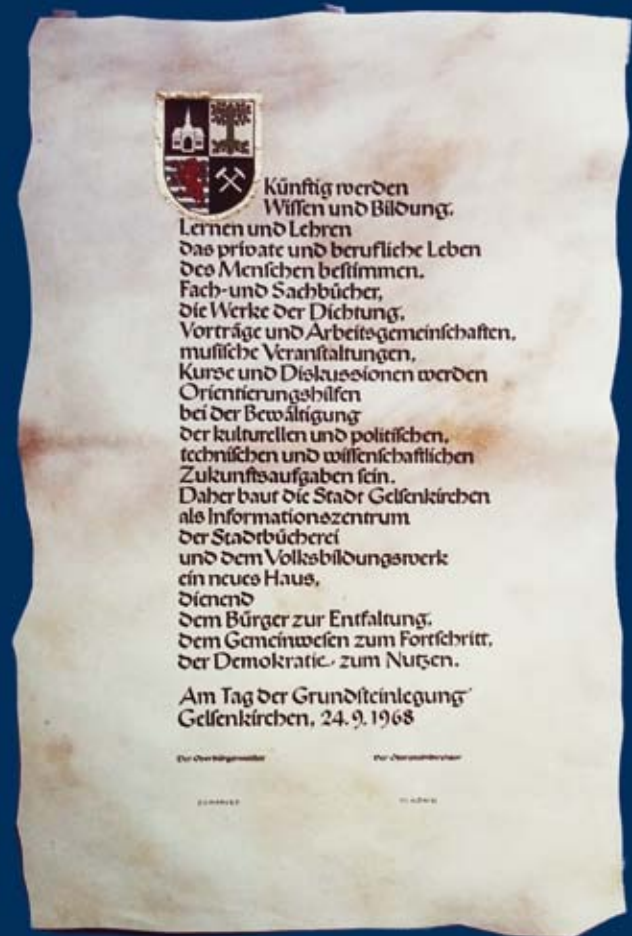 Künftig werden
Wissen und Bildung,
Lernen und Lehren
das private und berufliche Leben
des Menschen bestimmen.
Fach- und Sachbücher,
die Werke der Dichtung,
Vorträge und Arbeitsgemeinschaften,
musische Veranstaltungen,
Kurse und Diskussionen werden
Orientierungshilfen
bei der Bewältigung
der kulturellen und politischen,
technischen und wissenschaftlichen
Zukunftsaufgaben sein.
Daher baut die Stadt Gelsenkirchen
als Informationszentrum
der Stadtbücherei
und dem Volksbildungswerk
ein neues Haus,
dienend
dem Bürger zur Entfaltung,
dem Gemeinwesen zum Fortschritt,
der Demokratie zum Nutzen.
Am Tag der Grundsteinlegung
Gelsenkirchen, 24.9.1968
Der Oberbürgermeister Der Oberstadtdirektor